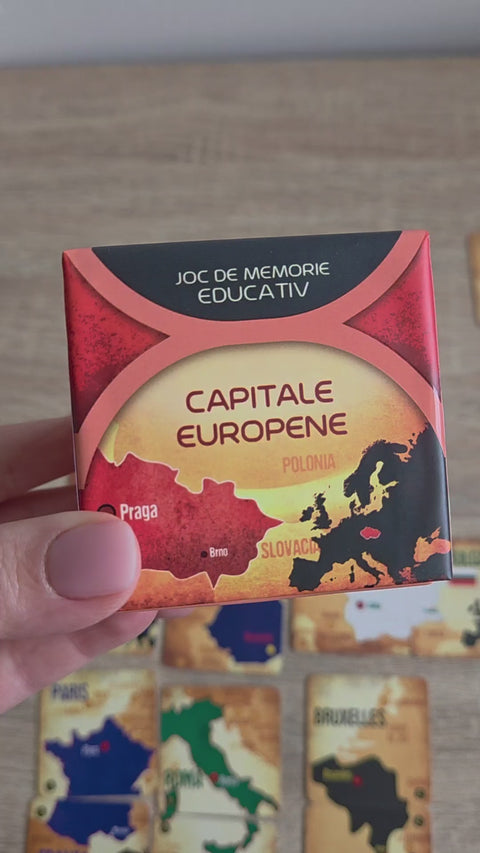 JOC DE MEMORIE
EDUCATIV
CAPITALE
EUROPENE
POLONIA
Praga
Brno
SLOVACIA
PARIS
ROMA
BRUXELLES